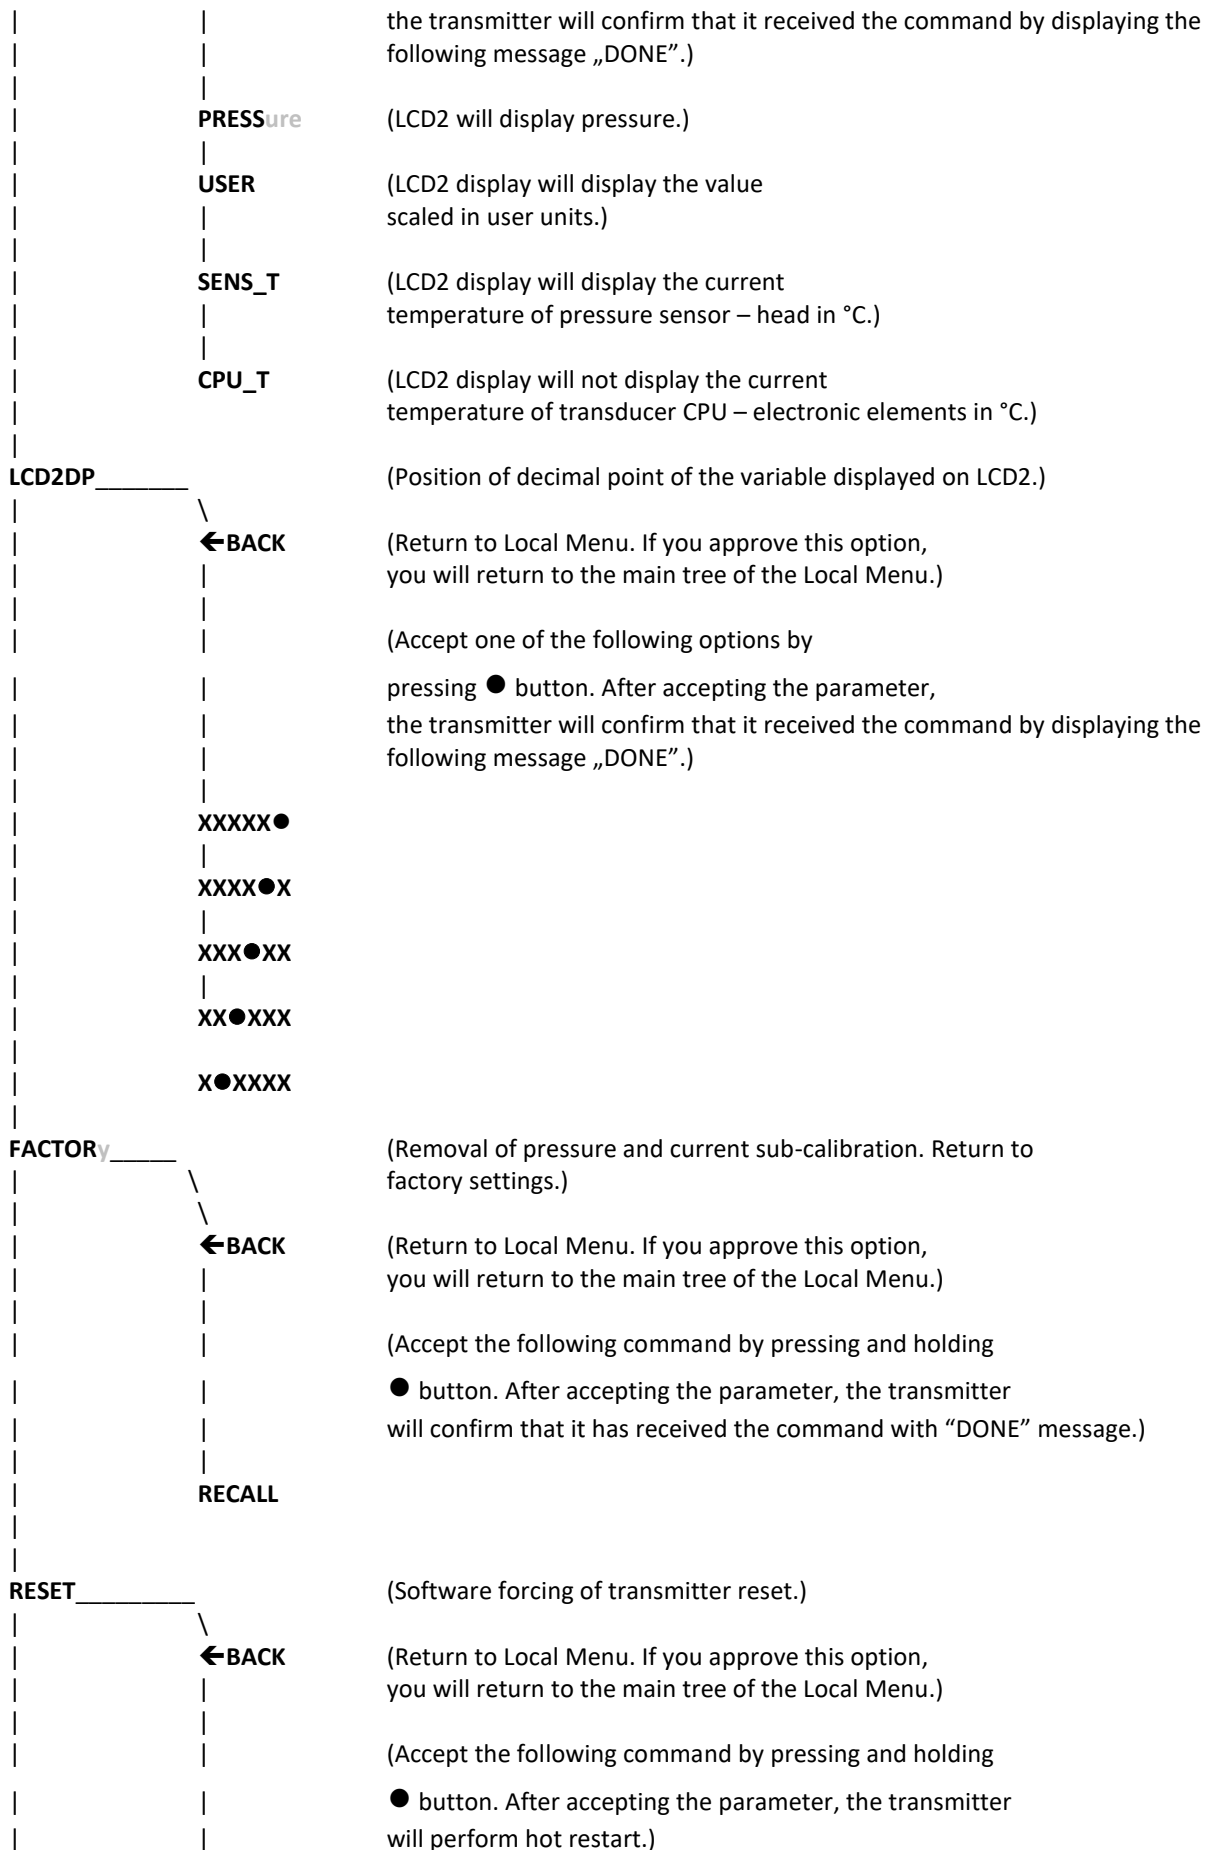 | | the transmitter will confirm that it received the command by displaying the
| | following message „DONE”.)
| |
| PRESSure (LCD2 will display pressure.)
| |
| USER (LCD2 display will display the value
| | scaled in user units.)
| |
| SENS_T (LCD2 display will display the current
| | temperature of pressure sensor – head in °C.)
| |
| CPU_T (LCD2 display will not display the current
| temperature of transducer CPU – electronic elements in °C.)
|
LCD2DP_______ (Position of decimal point of the variable displayed on LCD2.)
| \
| 🡸BACK (Return to Local Menu. If you approve this option,
| | you will return to the main tree of the Local Menu.)
| |
| | (Accept one of the following options by
| | pressing ● button. After accepting the parameter,
| | the transmitter will confirm that it received the command by displaying the
| | following message „DONE”.)
| |
| XXXXX●
| |
| XXXX●X
| |
| XXX●XX
| |
| XX●XXX
|
| X●XXXX
|
FACTORy_____ (Removal of pressure and current sub-calibration. Return to
| \ factory settings.)
| \
| 🡸BACK (Return to Local Menu. If you approve this option,
| | you will return to the main tree of the Local Menu.)
| |
| | (Accept the following command by pressing and holding
| | ● button. After accepting the parameter, the transmitter
| | will confirm that it has received the command with “DONE” message.)
| |
| RECALL
|
|
RESET_________ (Software forcing of transmitter reset.)
| \
| 🡸BACK (Return to Local Menu. If you approve this option,
| | you will return to the main tree of the Local Menu.)
| |
| | (Accept the following command by pressing and holding
| | ● button. After accepting the parameter, the transmitter
| | will perform hot restart.)